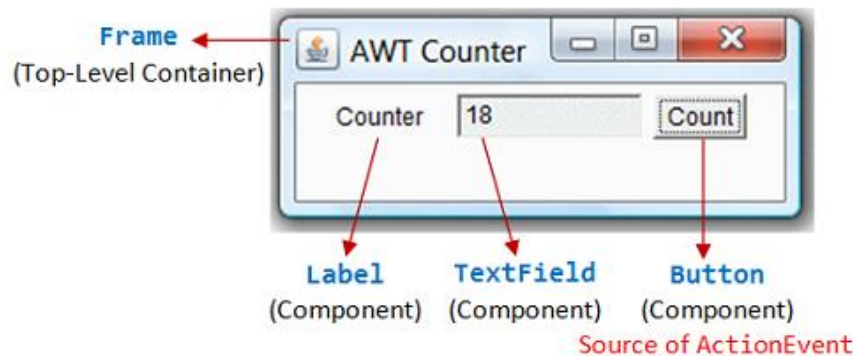 Frame
(Top-Level Container)
AWT Counter
Counter 18 Count
Label TextField Button
(Component) (Component) (Component)
Source of ActionEvent